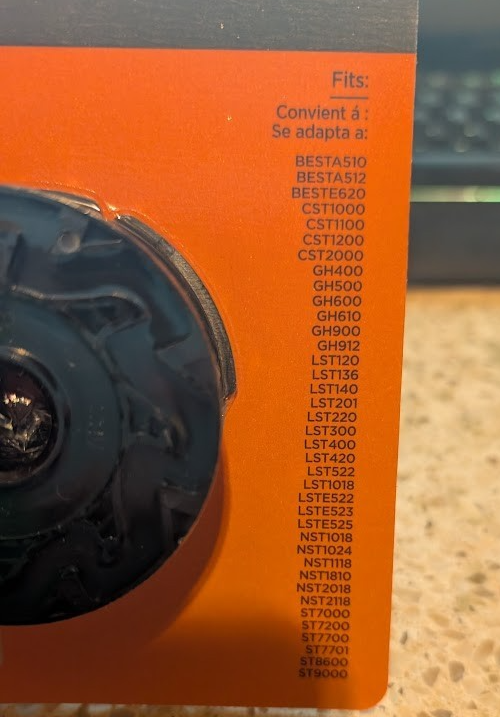 Fits:
Convient á :
Se adapta a:
BESTA510
BESTA512
BESTE620
CST1000
CST1100
CST1200
CST2000
GH400
GH500
GH600
GH610
GH900
GH912
LST120
LST136
LST140
LST201
LST220
LST300
LST400
LST420
LST522
LST1018
LSTE522
LSTE523
LSTE525
NST1018
NST1024
NST1118
NST1810
NST2018
NST2118
ST7000
ST7200
ST7700
ST7701
ST8600
ST9000